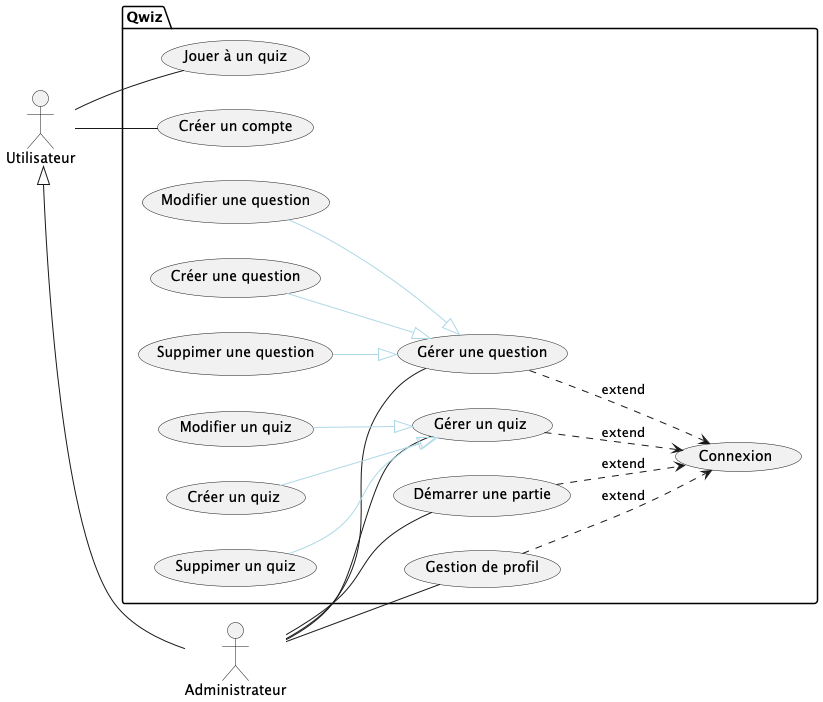 Qwiz
Jouer à un quiz
Créer un compte
Utilisateur
Modifier une question
Créer une question
Suppimer une question
Gérer une question
extend
Modifier un quiz
Gérer un quiz
extend
Connexion
extend
Créer un quiz
Démarrer une partie
extend
Suppimer un quiz
Gestion de profil
Administrateur